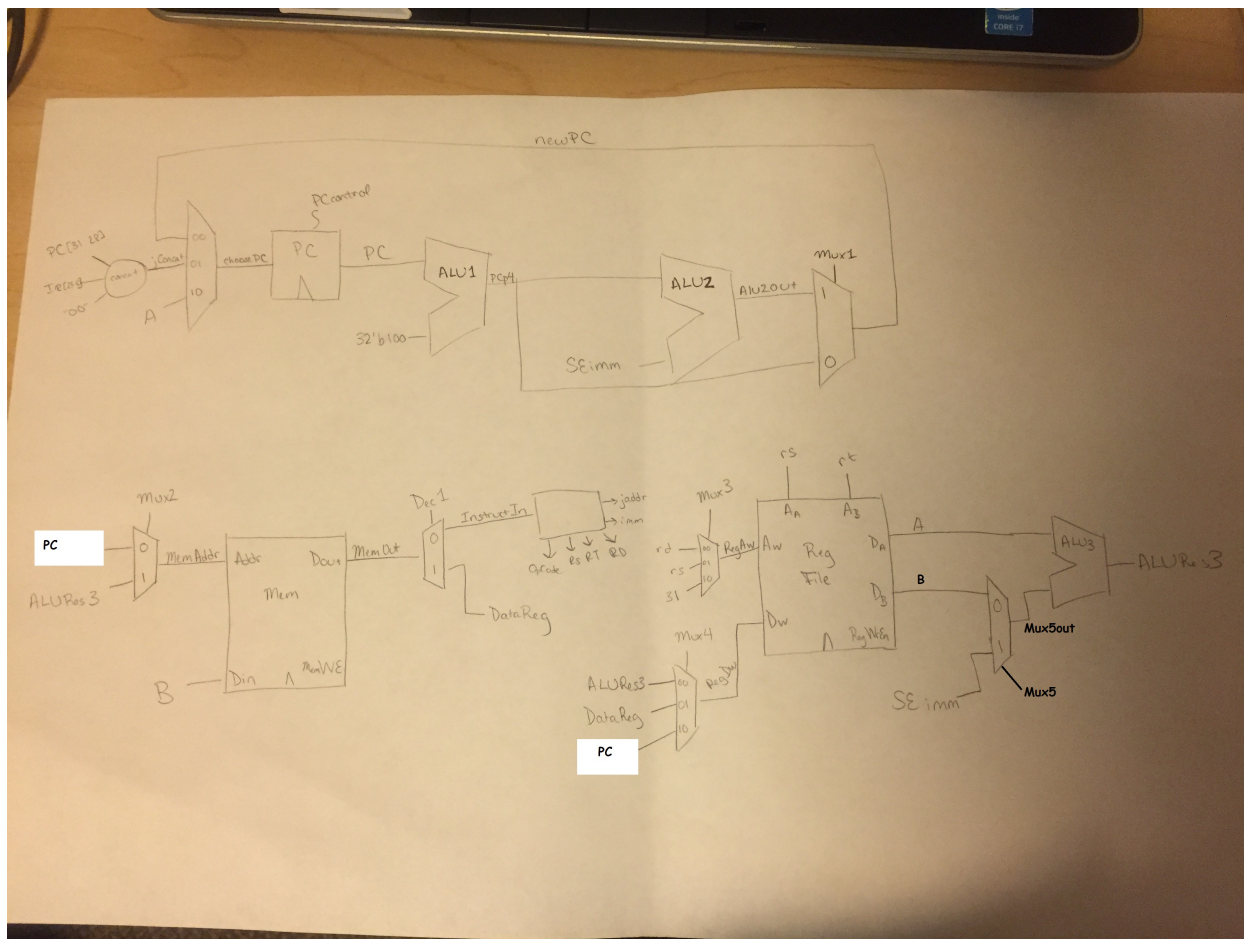 inside
CORE i7
newPC
PCcontrol
PC[31 28]
concat
"00"
A
jConcat
00
01
10
choosePC
PC
PC
ALU1
32'b100
PCp4
ALU2
SEimm
Alu2Out
Mux1
1
0
Mux2
PC
ALURes3
0
1
MemAddr
Addr
Dout
Mem
Din
MemWE
B
MemOut
Dec1
0
1
InstructIn
DataReg
jaddr
imm
Opcode
RS
RT
RD
Mux3
rd
rs
31
00
01
10
RegAw
rs
rt
AA
AB
Aw
Reg
File
DA
DB
Dw
RegWEn
Mux4
ALURes3
DataReg
PC
00
01
10
RegDw
A
B
0
1
Mux5out
Mux5
SEimm
ALU3
ALURes3